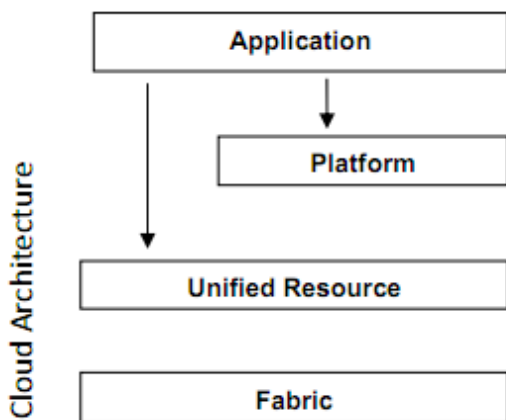 Application
Platform
Unified Resource
Fabric
Cloud Architecture